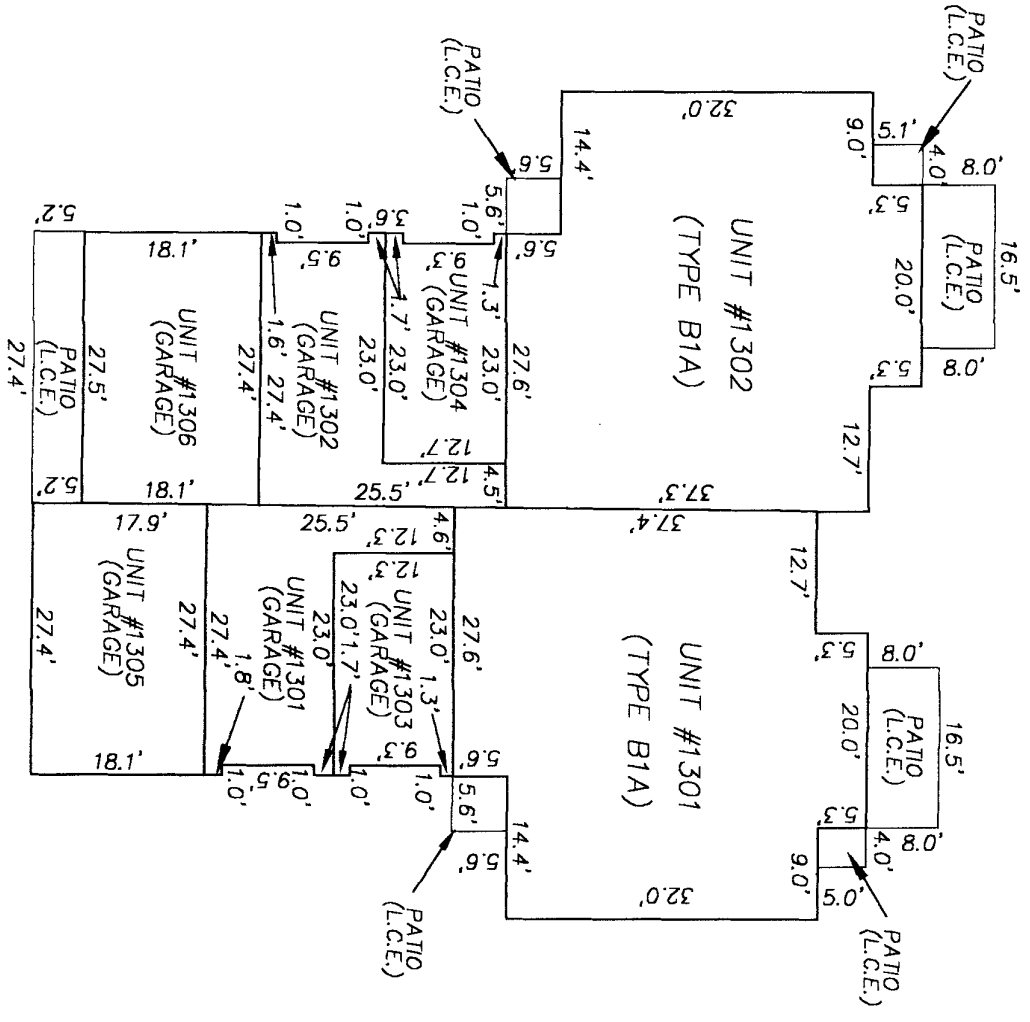 PATIO
(L.C.E.)
PATIO
(L.C.E.)
32.0'
5.1'
9.0'
4.0'
8.0'
5.6'
14.4'
5.3'
16.5'
PATIO
(L.C.E.)
20.0'
UNIT #1302
(TYPE B1A)
5.6'
5.6'
8.0'
5.3'
12.7'
37.3'
5.2'
18.1'
1.0'
9.5'
1.0'
3.6'
1.0'
9.3'
1.3'
1.7'
UNIT #1304
(GARAGE)
23.0'
27.6'
23.0'
23.0'
1.6'
27.4'
UNIT #1302
(GARAGE)
UNIT #1306
(GARAGE)
27.4'
27.5'
PATIO
(L.C.E.)
27.4'
12.7'
12.7'
4.5'
5.2'
18.1'
25.5'
17.6'
25.5'
4.6'
12.3'
12.3'
37.4'
12.7'
UNIT #1305
(GARAGE)
27.4'
27.4'
27.4'
1.8'
UNIT #1301
(GARAGE)
23.0'
23.0'
1.7'
UNIT #1303
(GARAGE)
1.3'
23.0'
27.6'
UNIT #1301
(TYPE B1A)
5.3'
8.0'
20.0'
PATIO
(L.C.E.)
16.5'
18.1'
1.0'
9.5'
1.0'
1.0'
9.3'
1.0'
5.6'
5.6'
14.4'
5.6'
5.3'
8.0'
4.0'
9.0'
5.0'
32.0'
PATIO
(L.C.E.)
PATIO
(L.C.E.)